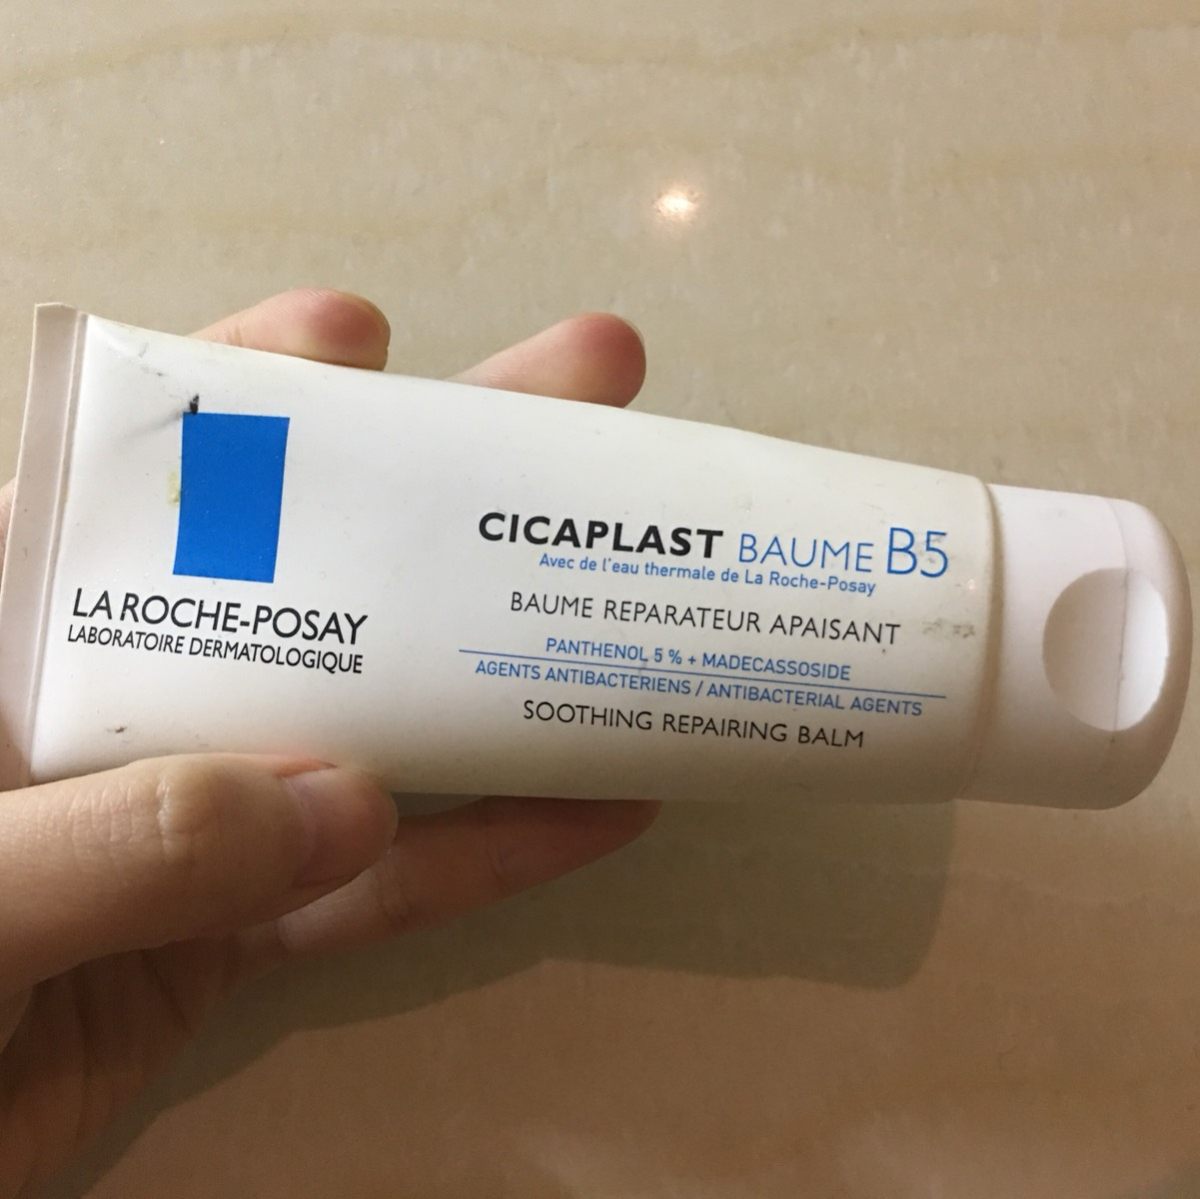 LA ROCHE-POSAY
LABORATOIRE DERMATOLOGIQUE
CICAPLAST BAUME B5
Avec de l'eau thermale de La Roche-Posay
BAUME REPARATEUR APAISANT
PANTHENOL 5 % + MADECASSOSIDE
AGENTS ANTIBACTERIENS / ANTIBACTERIAL AGENTS
SOOTHING REPAIRING BALM